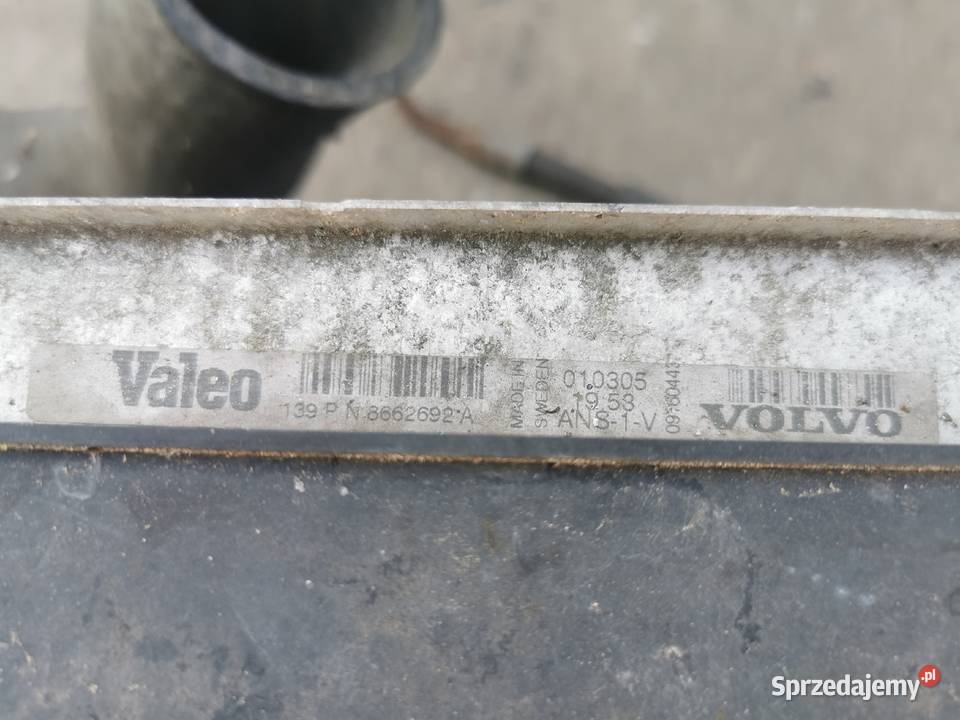 Valeo
139 P N 8662692 A
MADE IN
SWEDEN
010305
19 53
ANS-1-V
VOLVO
Sprzedajemy.pl